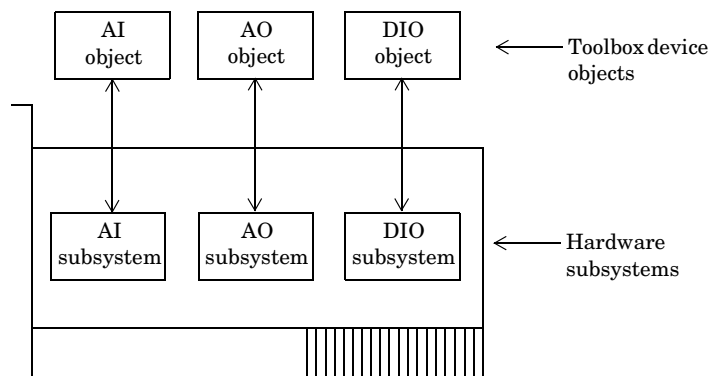 AI
object
AO
object
DIO
object
Toolbox device
objects
AI
subsystem
AO
subsystem
DIO
subsystem
Hardware
subsystems